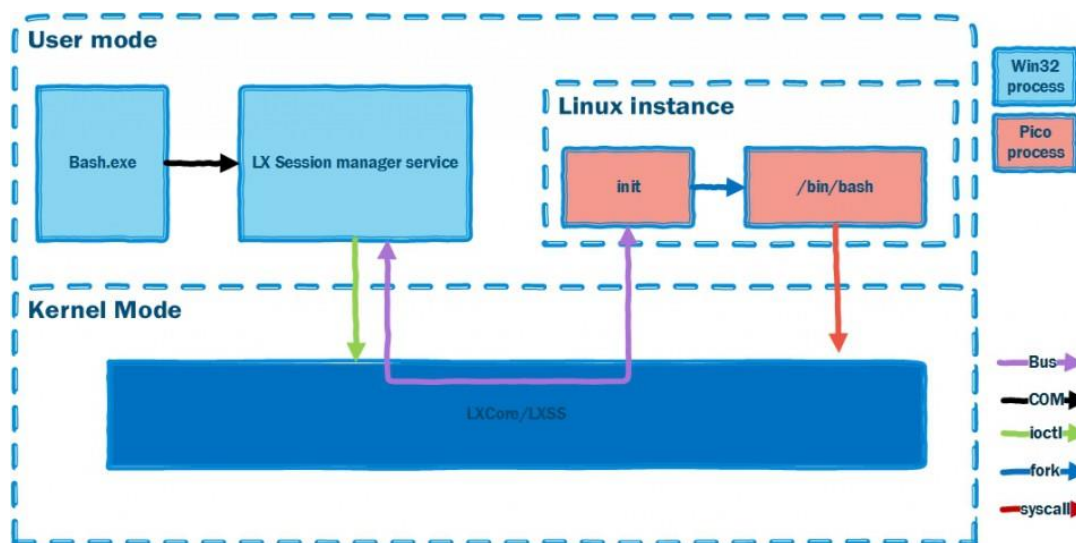 User mode
Bash.exe
LX Session manager service
Linux instance
init
/bin/bash
Win32
process
Pico
process
Kernel Mode
LXCore/LXSS
Bus
COM
ioctl
fork
syscall